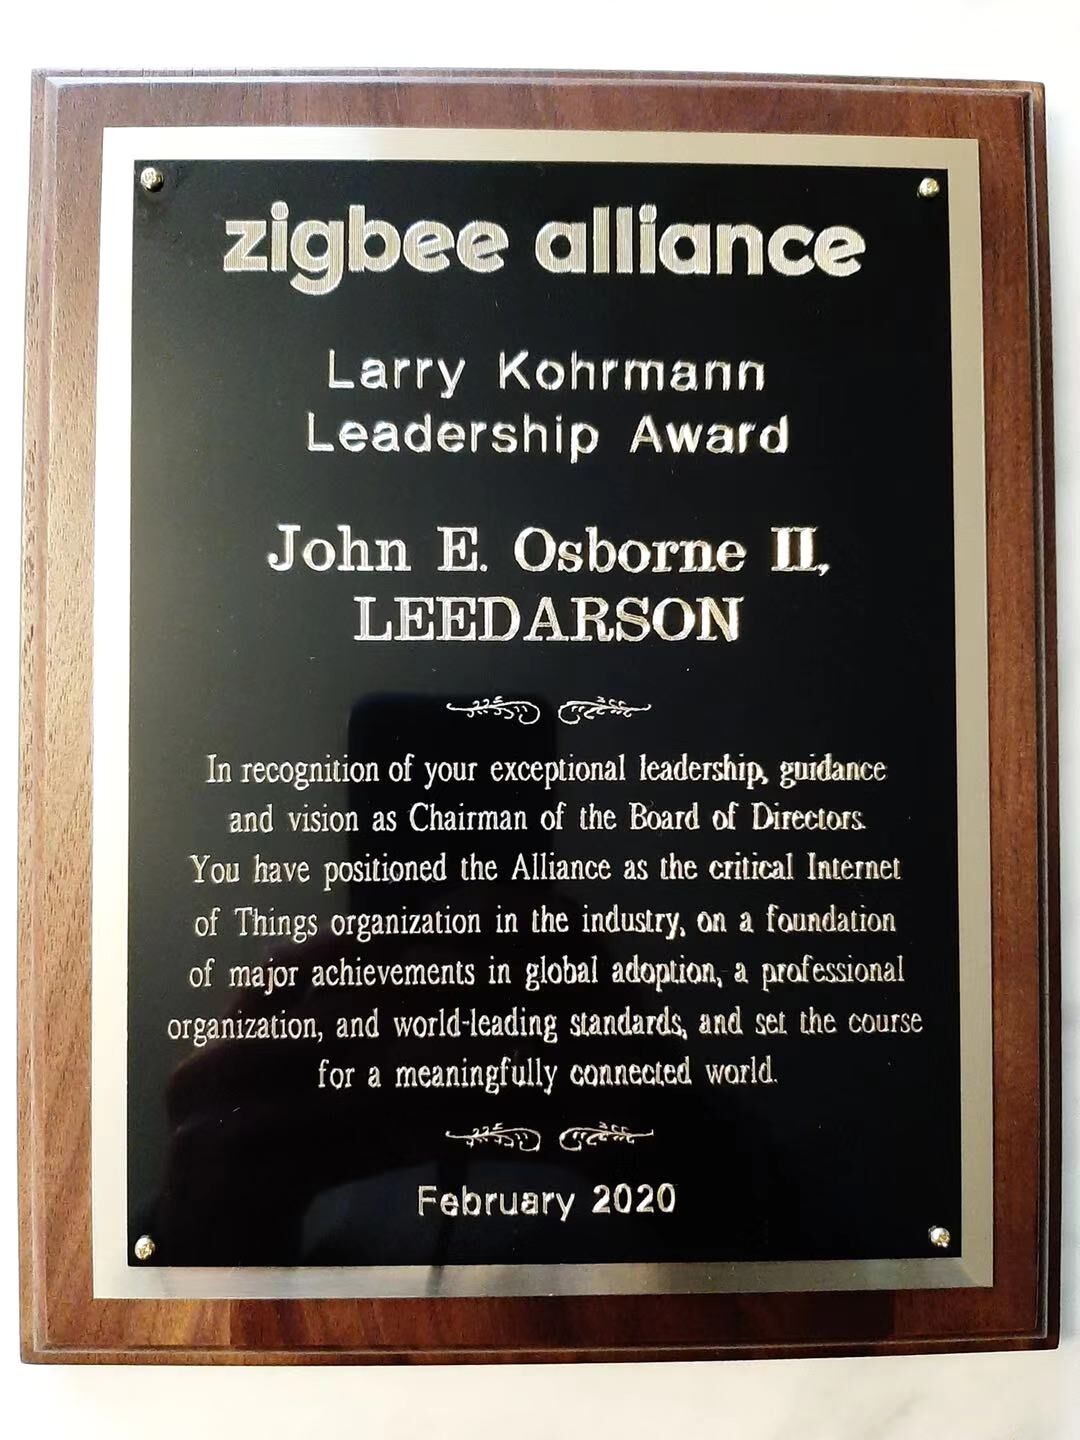 zigbee alliance
Larry Kohrmann
Leadership Award
John E. Osborne II,
LEEDARSON
In recognition of your exceptional leadership, guidance
and vision as Chairman of the Board of Directors.
You have positioned the Alliance as the critical Internet
of Things organization in the industry, on a foundation
of major achievements in global adoption, a professional
organization, and world-leading standards, and set the course
for a meaningfully connected world.
February 2020